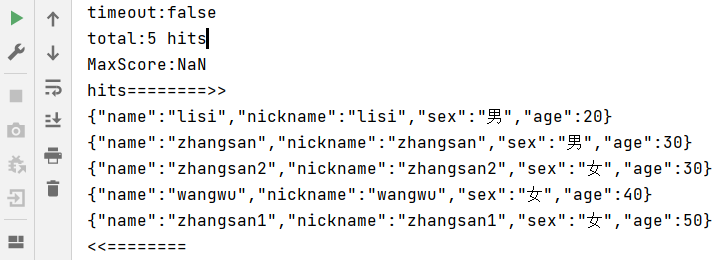 timeout:false
total:5 hits
MaxScore:NaN
hits========>>
{"name":"lisi","nickname":"lisi","sex":"男","age":20}
{"name":"zhangsan","nickname":"zhangsan","sex":"男","age":30}
{"name":"zhangsan2","nickname":"zhangsan2","sex":"女","age":30}
{"name":"wangwu","nickname":"wangwu","sex":"女","age":40}
{"name":"zhangsan1","nickname":"zhangsan1","sex":"女","age":50}
<<========